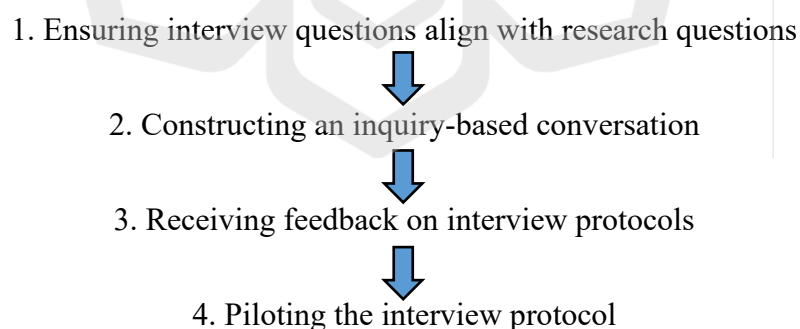 1. Ensuring interview questions align with research questions
2. Constructing an inquiry-based conversation
3. Receiving feedback on interview protocols
4. Piloting the interview protocol